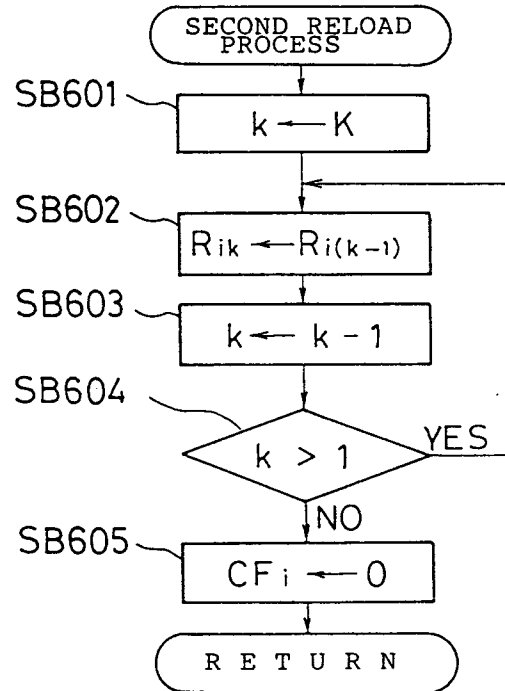 SECOND RELOAD
PROCESS
SB601
k ← K
SB602
Rik ← Ri(k-1)
SB603
k ← k - 1
SB604
k > 1
YES
NO
SB605
CFi ← 0
RETURN